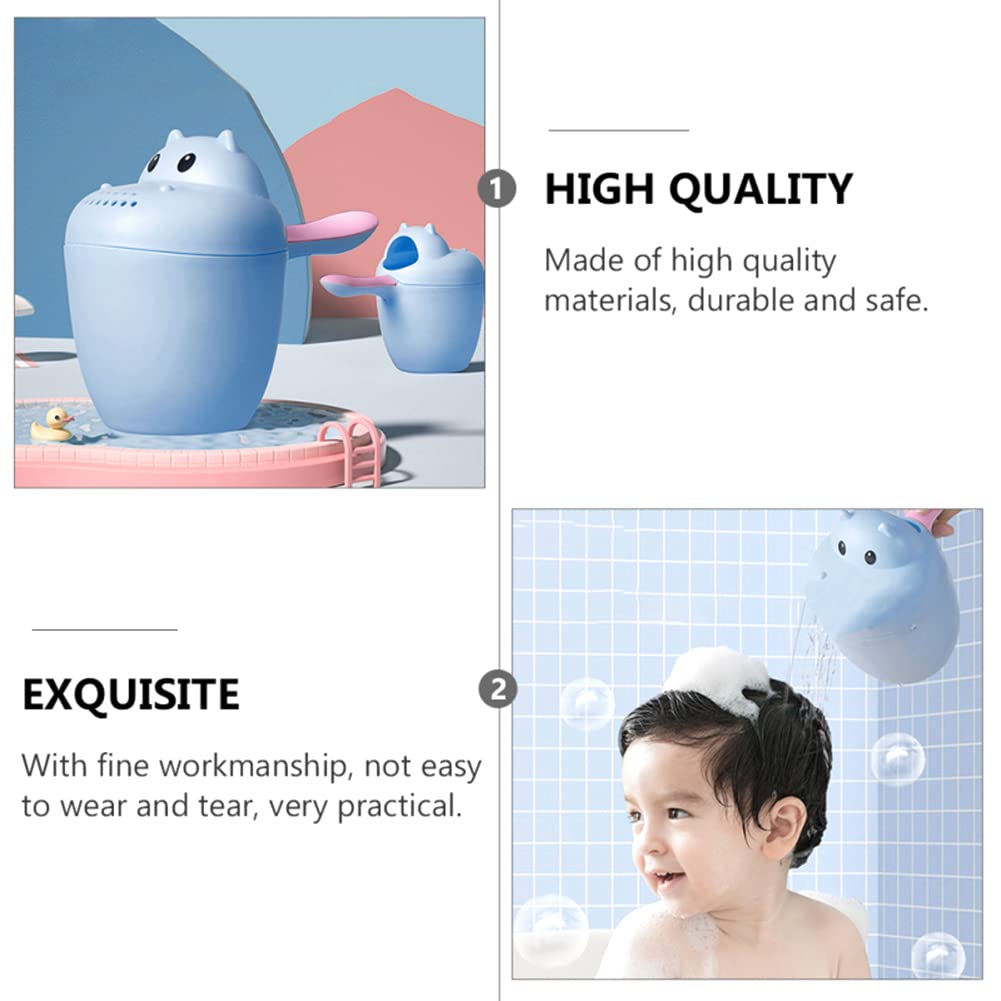 1
HIGH QUALITY
Made of high quality
materials, durable and safe.
EXQUISITE
2
With fine workmanship, not easy
to wear and tear, very practical.